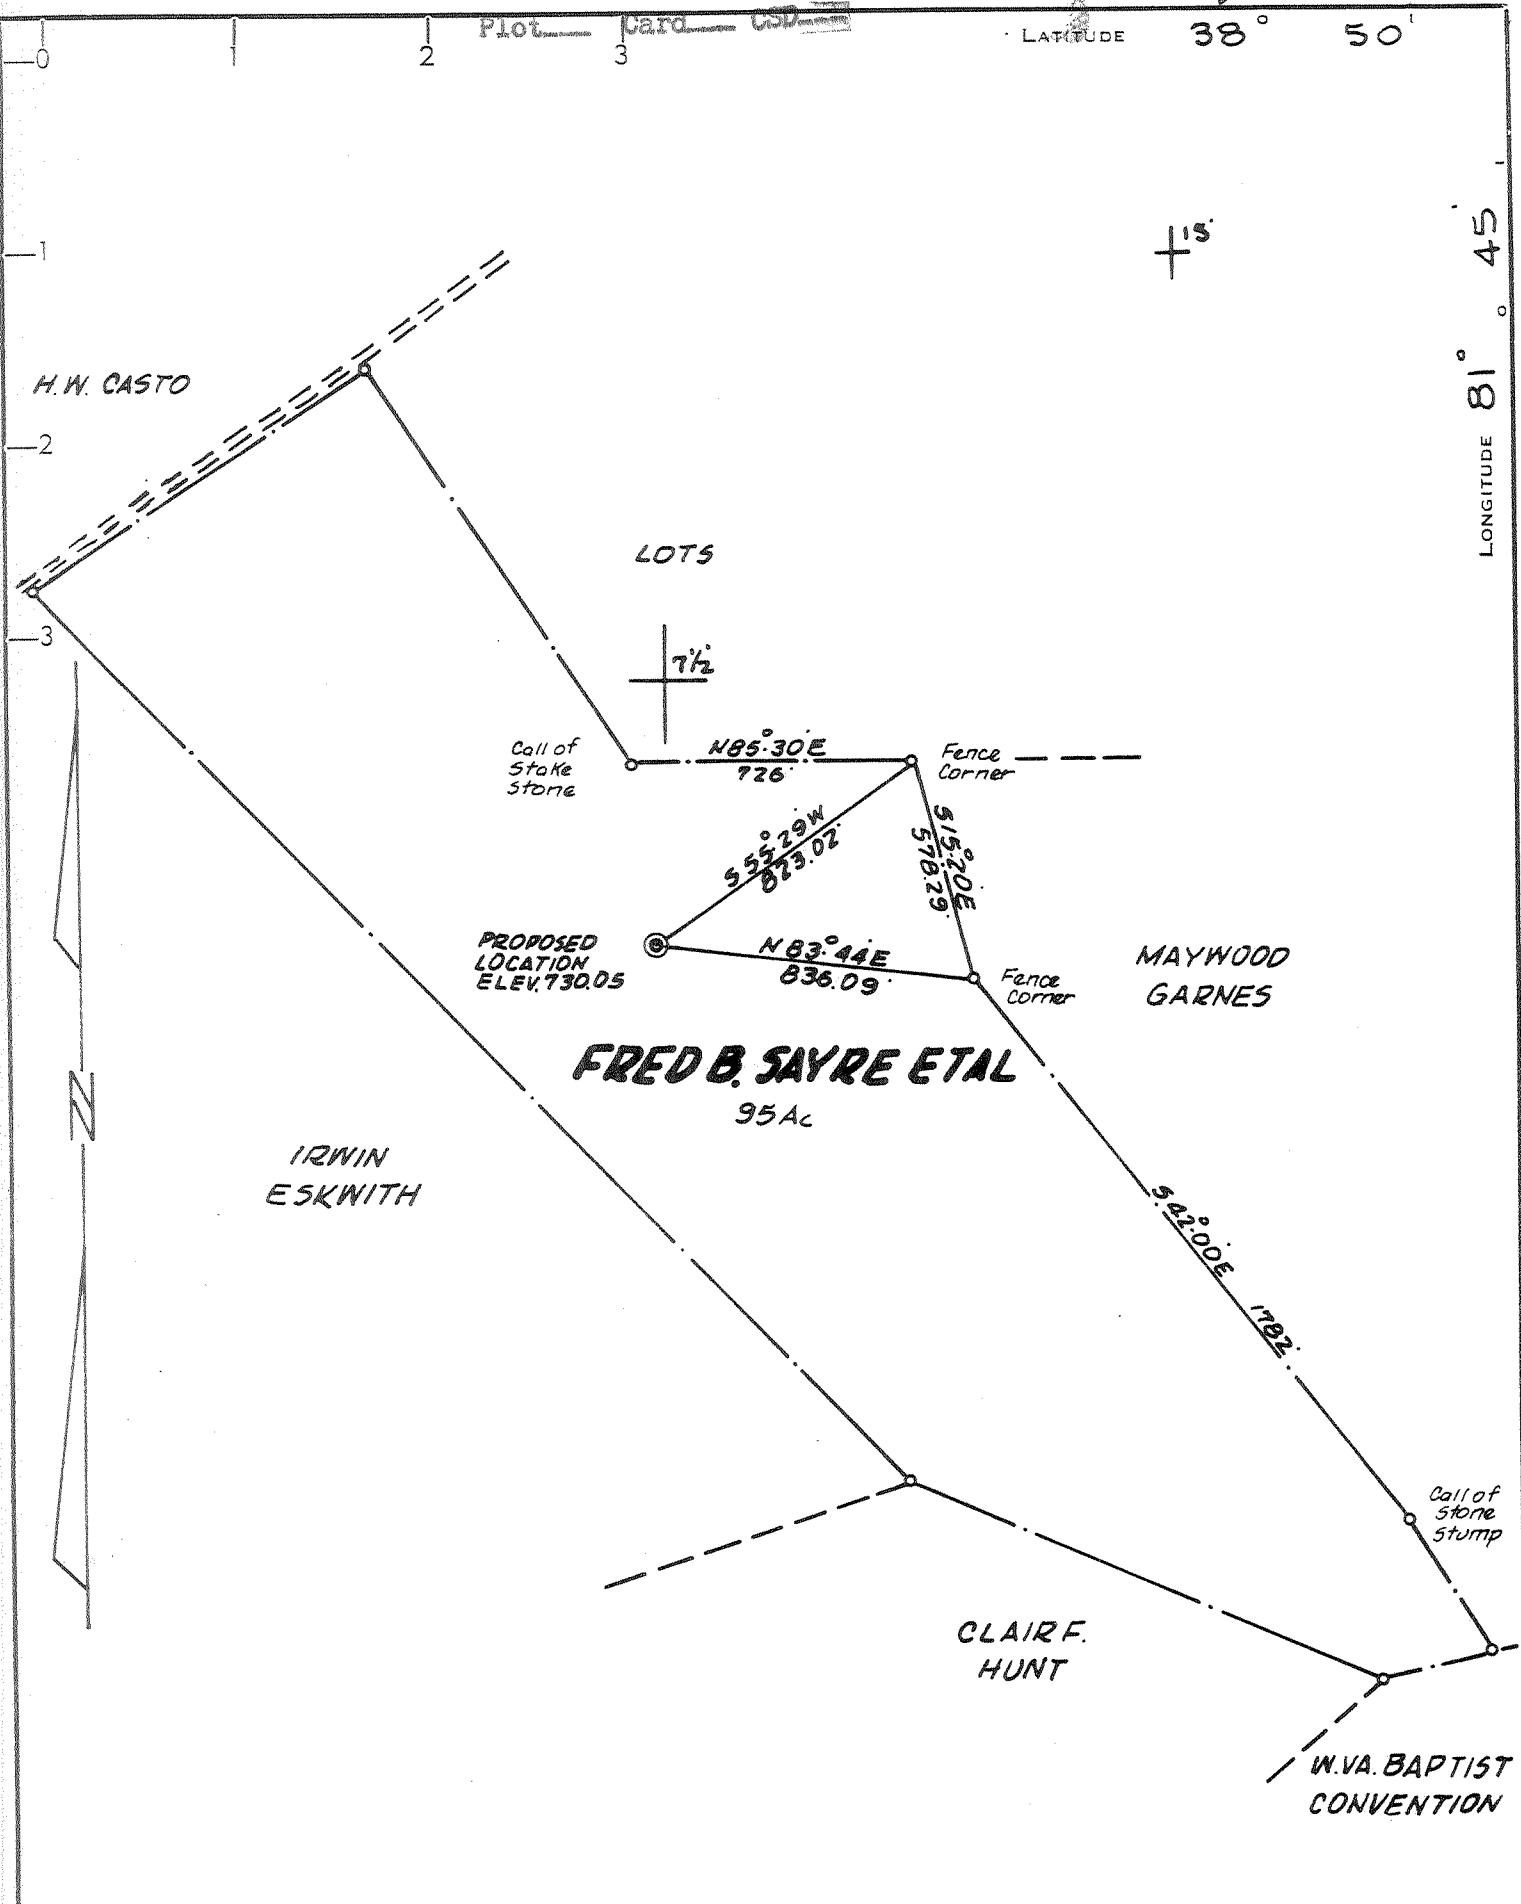 Plot Card CSD
LATITUDE 38° 50'
0 1 2 3
1
2
3
15'
LONGITUDE 81° 45'
H.W. CASTO
LOTS
7½'
Call of
Stake
Stone
N85°30'E
726'
Fence
Corner
S55°29'W
823.02'
S15°20'E
578.29'
PROPOSED
LOCATION
ELEV. 730.05
N83°44'E
836.09'
Fence
Corner
MAYWOOD
GARNES
FRED B. SAYRE ETAL
95 Ac
N
IRWIN
ESKWITH
S42°00'E 1782'
Call of
Stone
Stump
CLAIR F.
HUNT
W.VA. BAPTIST
CONVENTION